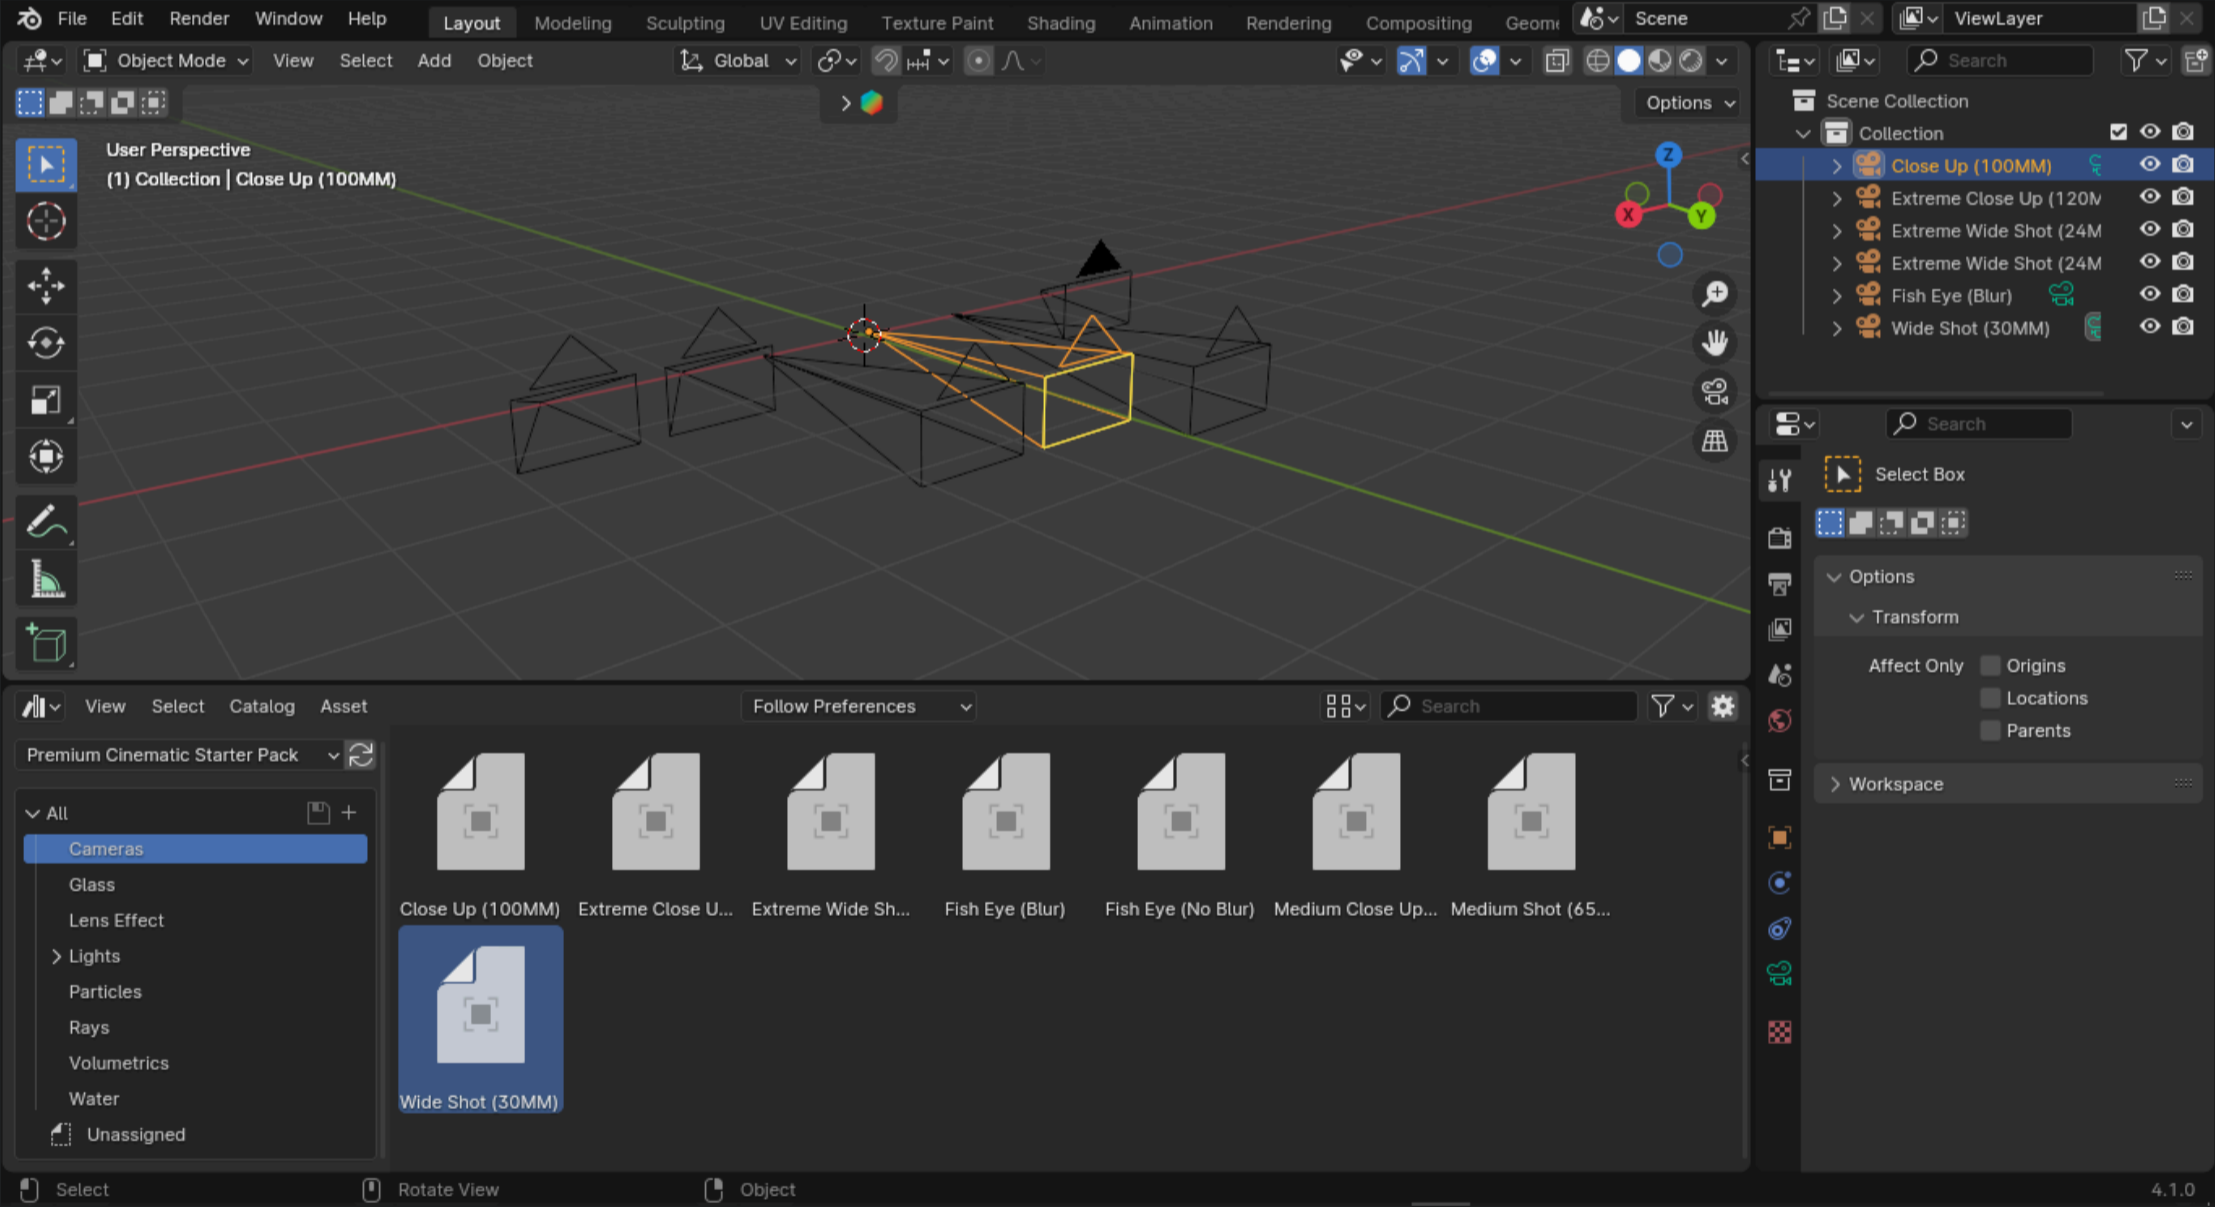 File Edit Render Window Help Layout Modeling Sculpting UV Editing Texture Paint Shading Animation Rendering Compositing Geome Scene ViewLayer
Object Mode View Select Add Object Global Search
Options
User Perspective
(1) Collection | Close Up (100MM)
Z
X
Y
Scene Collection
Collection
Close Up (100MM)
Extreme Close Up (120M
Extreme Wide Shot (24M
Extreme Wide Shot (24M
Fish Eye (Blur)
Wide Shot (30MM)
Search
Select Box
Options
Transform
Affect Only Origins
Locations
Parents
Workspace
View Select Catalog Asset Follow Preferences Search
Premium Cinematic Starter Pack
All
Cameras
Glass
Lens Effect
Lights
Particles
Rays
Volumetrics
Water
Unassigned
Close Up (100MM) Extreme Close U... Extreme Wide Sh... Fish Eye (Blur) Fish Eye (No Blur) Medium Close Up... Medium Shot (65...
Wide Shot (30MM)
Select Rotate View Object 4.1.0